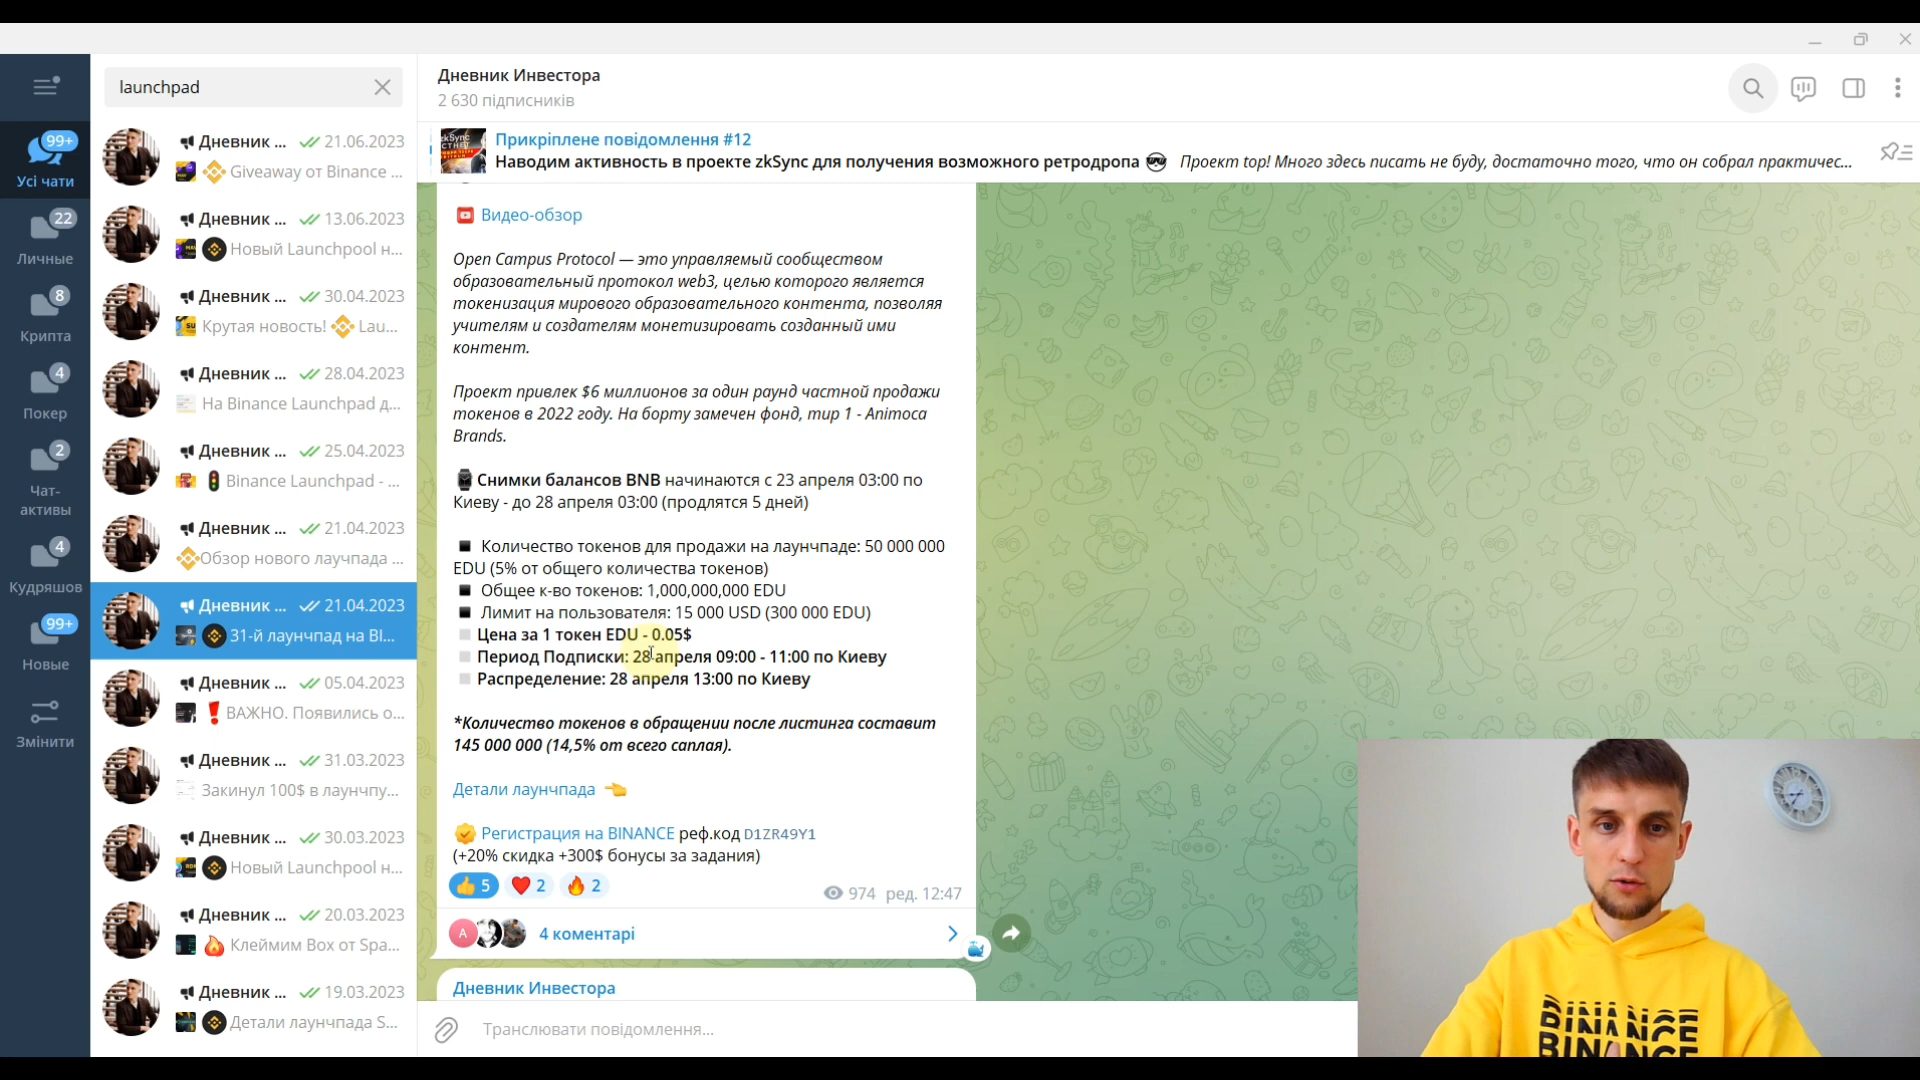 launchpad
Усі чати
99+
Личные
22
Крипта
8
Покер
4
Чат-
активы
2
Кудряшов
4
Новые
99+
Змінити
Дневник ... 21.06.2023
Giveaway от Binance ...
Дневник ... 13.06.2023
Новый Launchpool н...
Дневник ... 30.04.2023
Крутая новость! Lau...
Дневник ... 28.04.2023
На Binance Launchpad д...
Дневник ... 25.04.2023
Binance Launchpad - ...
Дневник ... 21.04.2023
Обзор нового лаучпада ...
Дневник ... 21.04.2023
31-й лаунчпад на BI...
Дневник ... 05.04.2023
ВАЖНО. Появились о...
Дневник ... 31.03.2023
Закинул 100$ в лаунчпу...
Дневник ... 30.03.2023
Новый Launchpool н...
Дневник ... 20.03.2023
Клеймим Box от Spa...
Дневник ... 19.03.2023
Детали лаунчпада S...
Дневник Инвестора
2 630 підписників
Прикріплене повідомлення #12
Наводим активность в проекте zkSync для получения возможного ретродропа Проект top! Много здесь писать не буду, достаточно того, что он собрал практичес...
Видео-обзор
Open Campus Protocol — это управляемый сообществом
образовательный протокол web3, целью которого является
токенизация мирового образовательного контента, позволяя
учителям и создателям монетизировать созданный ими
контент.
Проект привлек $6 миллионов за один раунд частной продажи
токенов в 2022 году. На борту замечен фонд, тир 1 - Animoca
Brands.
Снимки балансов BNB начинаются с 23 апреля 03:00 по
Киеву - до 28 апреля 03:00 (продлятся 5 дней)
Количество токенов для продажи на лаунчпаде: 50 000 000
EDU (5% от общего количества токенов)
Общее к-во токенов: 1,000,000,000 EDU
Лимит на пользователя: 15 000 USD (300 000 EDU)
Цена за 1 токен EDU - 0.05$
Период Подписки: 28 апреля 09:00 - 11:00 по Киеву
Распределение: 28 апреля 13:00 по Киеву
*Количество токенов в обращении после листинга составит
145 000 000 (14,5% от всего саплая).
Детали лаунчпада
Регистрация на BINANCE реф.код D1ZR49Y1
(+20% скидка +300$ бонусы за задания)
5 2 2
974 ред. 12:47
A 4 коментарі
Дневник Инвестора
Транслювати повідомлення...
BINANCE
BINANCE